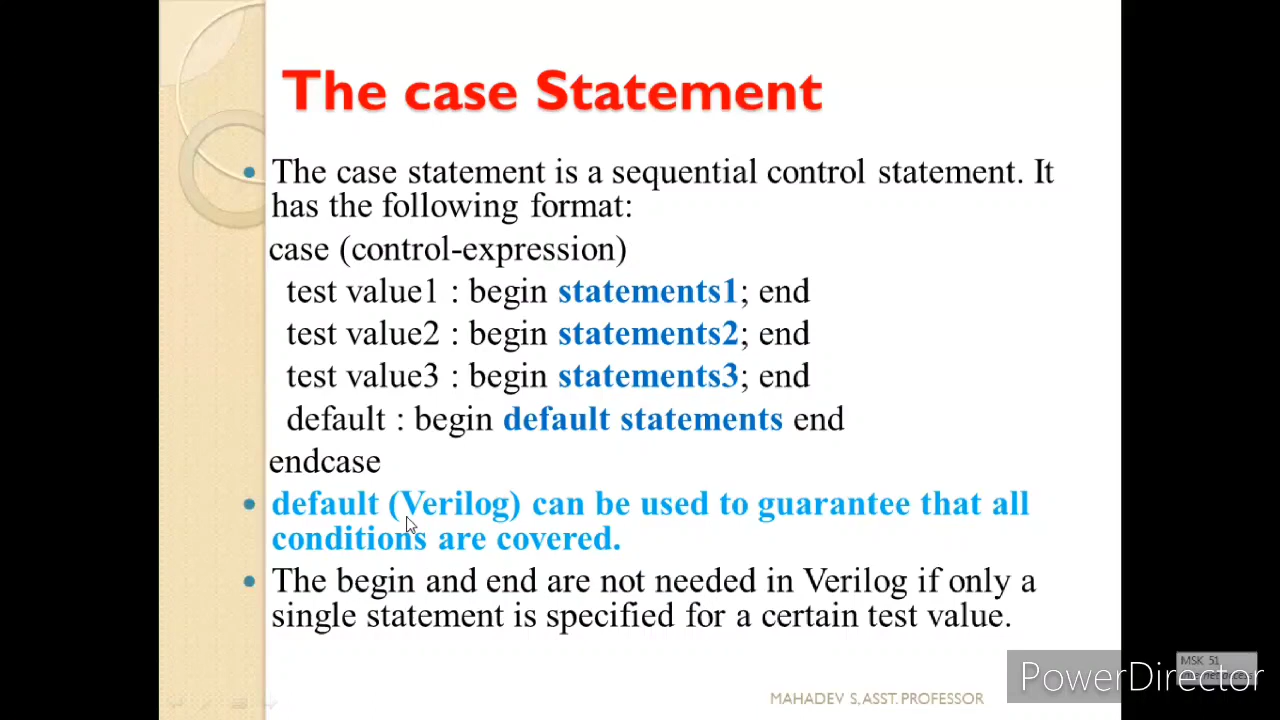 The case Statement
The case statement is a sequential control statement. It
has the following format:
case (control-expression)
test value1 : begin statements1; end
test value2 : begin statements2; end
test value3 : begin statements3; end
default : begin default statements end
endcase
default (Verilog) can be used to guarantee that all
conditions are covered.
The begin and end are not needed in Verilog if only a
single statement is specified for a certain test value.
MSK 51
PowerDirector
MAHADEV S, ASST. PROFESSOR